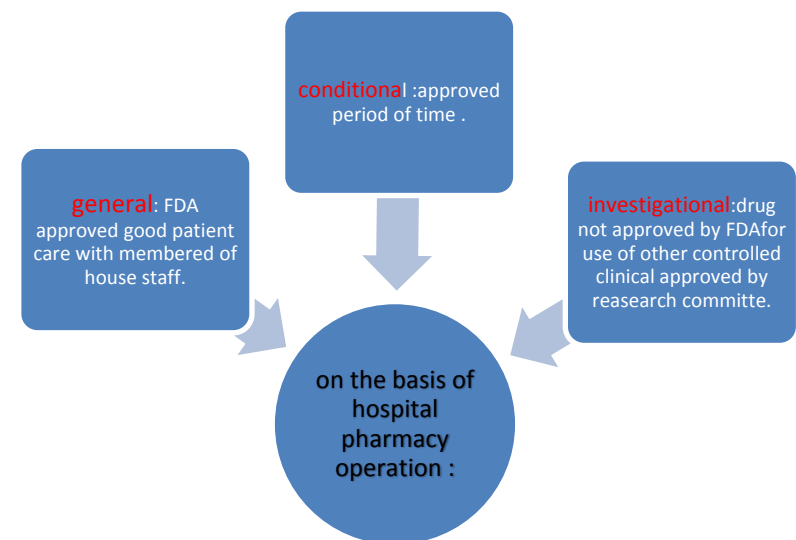 conditional :approved
period of time .
general: FDA
approved good patient
care with membered of
house staff.
investigational:drug
not approved by FDAfor
use of other controlled
clinical approved by
reasearch committe.
on the basis of
hospital
pharmacy
operation :